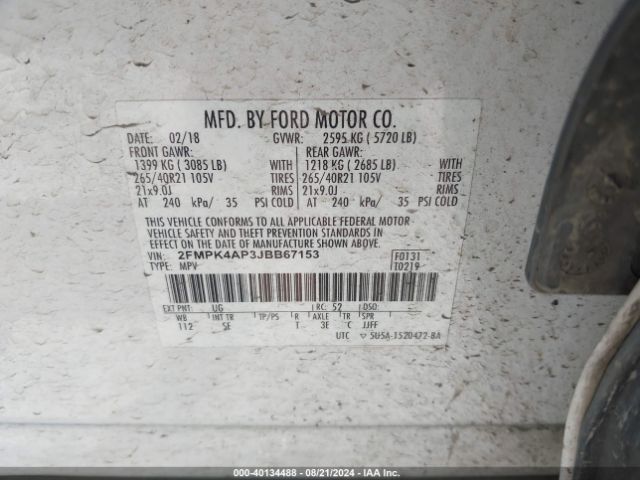 MFD. BY FORD MOTOR CO.
DATE: 02/18 GVWR: 2595 KG ( 5720 LB)
FRONT GAWR: REAR GAWR:
1399 KG ( 3085 LB) WITH 1218 KG ( 2685 LB) WITH
265/40R21 105V TIRES 265/40R21 105V TIRES
21x9.0J RIMS 21x9.0J RIMS
AT 240 kPa/ 35 PSI COLD AT 240 kPa/ 35 PSI COLD
THIS VEHICLE CONFORMS TO ALL APPLICABLE FEDERAL MOTOR
VEHICLE SAFETY AND THEFT PREVENTION STANDARDS IN EFFECT
ON THE DATE OF MANUFACTURE SHOWN ABOVE.
VIN: 2FMPK4AP3JBB67153 F0131
TYPE: MPV T0219
EXT PNT: UG RC: 52 DSO:
WB INT TR TP/PS R AXLE TR SPR
112 SE T 3E C JJFF
UTC ▽ 5U5A-1520472-BA
000-40134488 - 08/21/2024 - IAAI.com